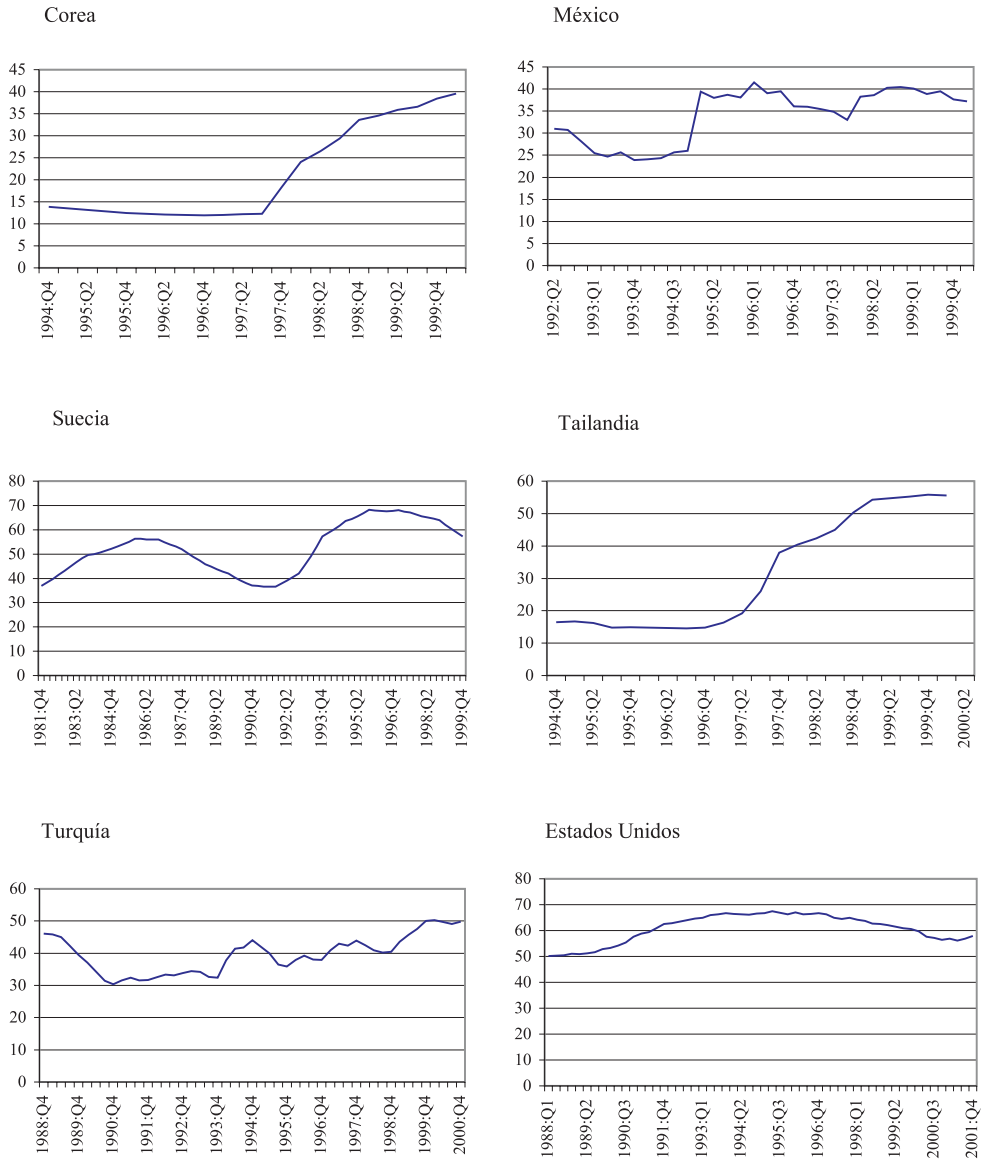 Corea
45
40
35
30
25
20
15
10
5
0
1994:Q4
1995:Q2
1995:Q4
1996:Q2
1996:Q4
1997:Q2
1997:Q4
1998:Q2
1998:Q4
1999:Q2
1999:Q4
México
45
40
35
30
25
20
15
10
5
0
1992:Q2
1993:Q1
1993:Q4
1994:Q3
1995:Q2
1996:Q1
1996:Q4
1997:Q3
1998:Q2
1999:Q1
1999:Q4
Suecia
80
70
60
50
40
30
20
10
0
1981:Q4
1983:Q2
1984:Q4
1986:Q2
1987:Q4
1989:Q2
1990:Q4
1992:Q2
1993:Q4
1995:Q2
1996:Q4
1998:Q2
1999:Q4
Tailandia
60
50
40
30
20
10
0
1994:Q4
1995:Q2
1995:Q4
1996:Q2
1996:Q4
1997:Q2
1997:Q4
1998:Q2
1998:Q4
1999:Q2
1999:Q4
2000:Q2
Turquía
60
50
40
30
20
10
0
1988:Q4
1989:Q4
1990:Q4
1991:Q4
1992:Q4
1993:Q4
1994:Q4
1995:Q4
1996:Q4
1997:Q4
1998:Q4
1999:Q4
2000:Q4
Estados Unidos
80
70
60
50
40
30
20
10
0
1988:Q1
1989:Q2
1990:Q3
1991:Q4
1993:Q1
1994:Q2
1995:Q3
1996:Q4
1998:Q1
1999:Q2
2000:Q3
2001:Q4